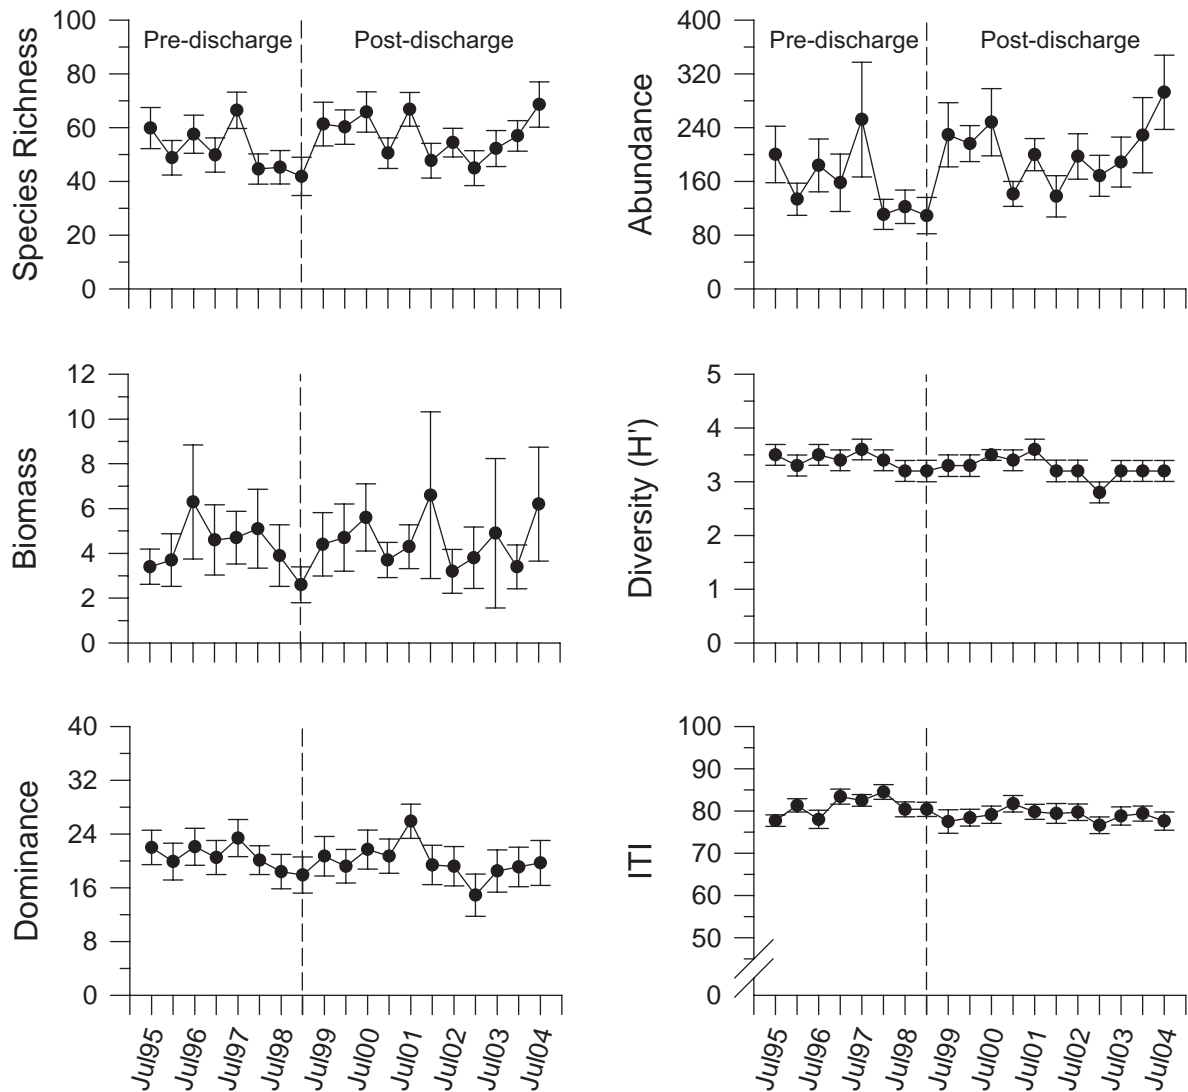 Species Richness
100
80
60
40
20
0
Pre-discharge
Post-discharge
Abundance
400
320
240
160
80
0
Pre-discharge
Post-discharge
Biomass
12
10
8
6
4
2
0
Diversity (H')
5
4
3
2
1
0
Dominance
40
32
24
16
8
0
Jul95
Jul96
Jul97
Jul98
Jul99
Jul00
Jul01
Jul02
Jul03
Jul04
ITI
100
90
80
70
60
50
0
Jul95
Jul96
Jul97
Jul98
Jul99
Jul00
Jul01
Jul02
Jul03
Jul04